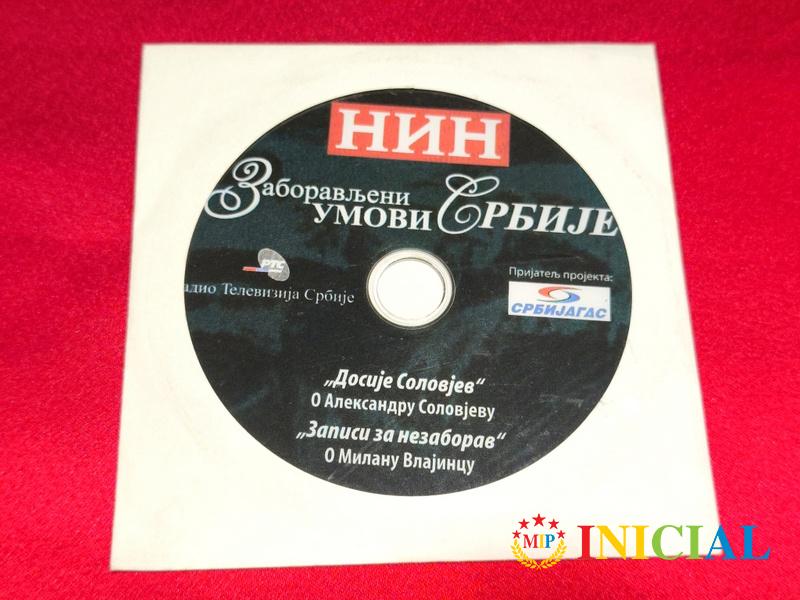 НИН
Заборављени
УМОВИ СРБИЈЕ
РТС
адио Телевизија Србије
Пријатељ пројекта:
СРБИЈАГАС
„Досије Соловјев“
О Александру Соловјеву
„Записи за незаборав“
О Милану Влајинцу
MIP INICIAL